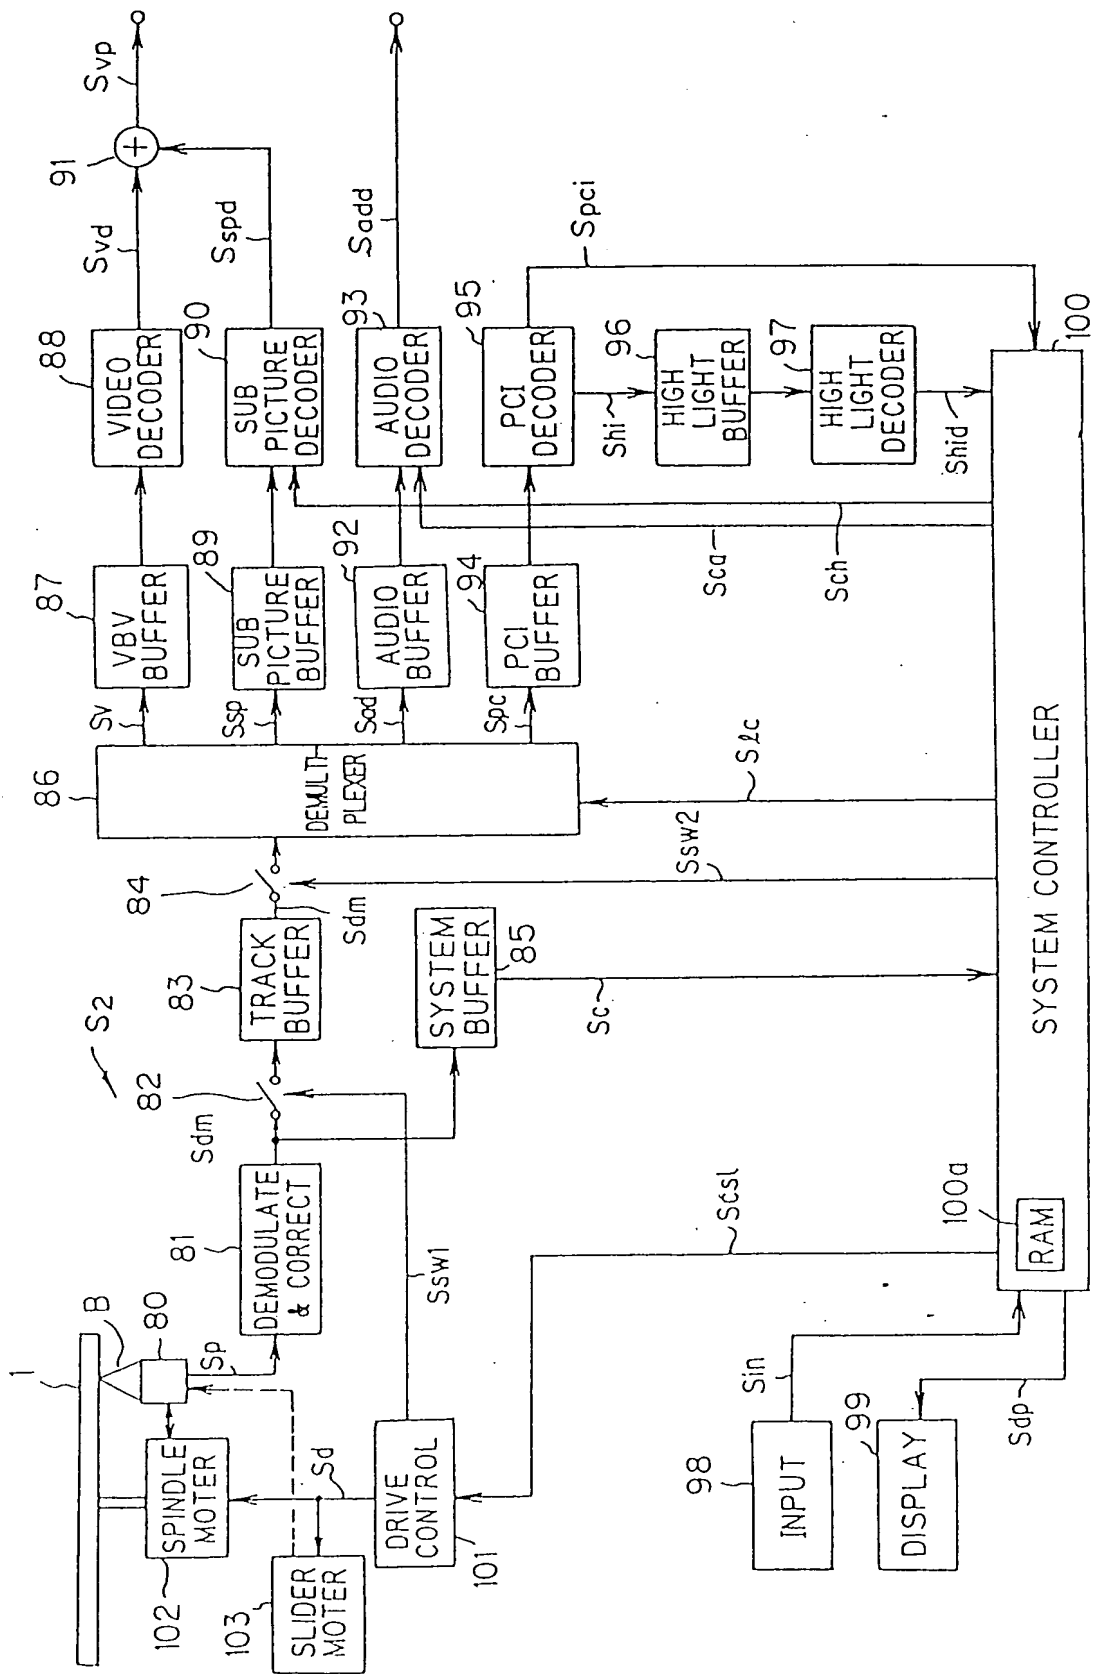 1
B
80
SPINDLE
MOTER
102
SLIDER
MOTER
103
Sp
Sd
DRIVE
CONTROL
101
DEMODULATE
& CORRECT
81
Sdm
82
S2
TRACK
BUFFER
83
Sdm
84
Ssw1
SYSTEM
BUFFER
85
Sc
Ssw2
Slc
Scsl
DEMULTI
PLEXER
86
Sv
Ssp
Sad
Spc
VBV
BUFFER
87
SUB
PICTURE
BUFFER
89
AUDIO
BUFFER
92
PCI
BUFFER
94
VIDEO
DECODER
88
SUB
PICTURE
DECODER
90
AUDIO
DECODER
93
PCI
DECODER
95
Svd
Sspd
Sadd
Spci
91
+
Svp
Shi
HIGH
LIGHT
BUFFER
96
HIGH
LIGHT
DECODER
97
Shid
Sca
Sch
INPUT
98
Sin
DISPLAY
99
Sdp
RAM
100a
SYSTEM CONTROLLER
100